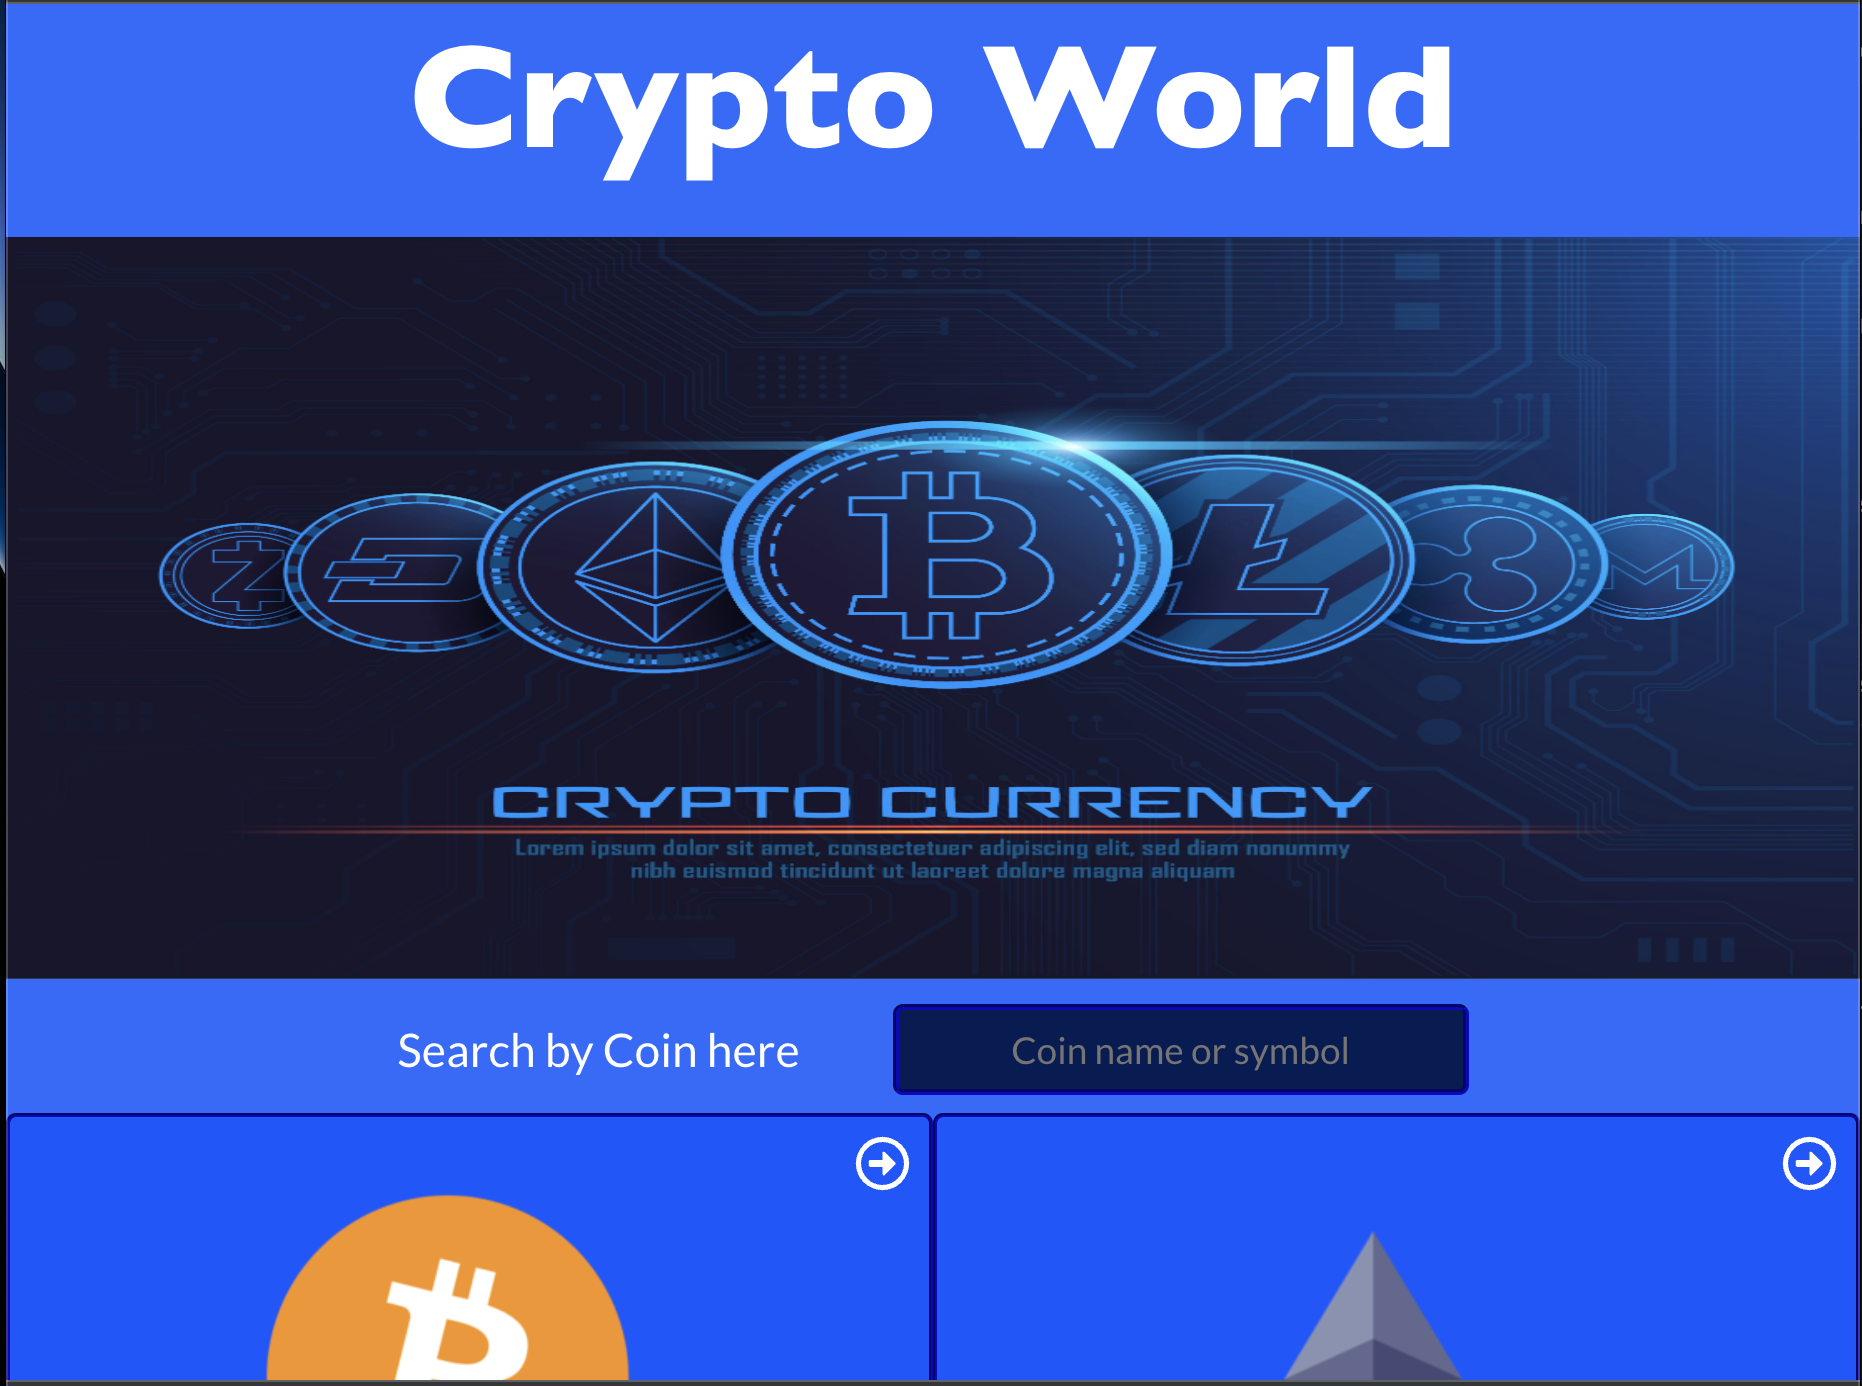 Crypto World
CRYPTO CURRENCY
Lorem ipsum dolor sit amet, consectetuer adipiscing elit, sed diam nonummy
nibh euismod tincidunt ut laoreet dolore magna aliquam
Search by Coin here
Coin name or symbol